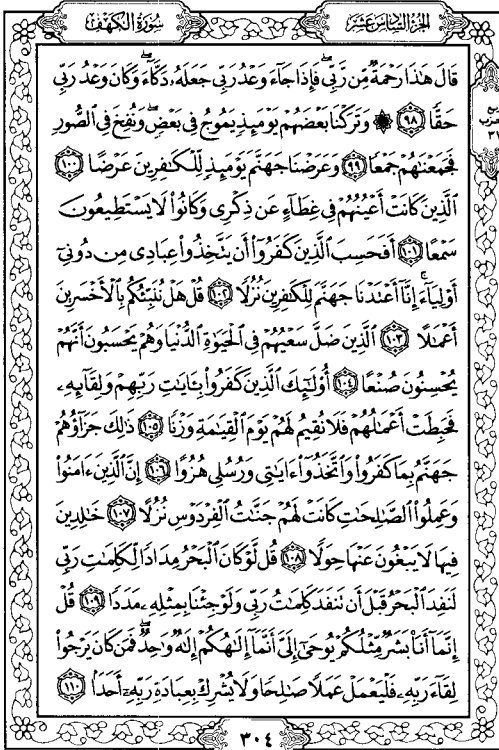 الجزء السادس عشر
سورة الكهف
قَالَ هَٰذَا رَحْمَةٌ مِّن رَّبِّي ۖ فَإِذَا جَاءَ وَعْدُ رَبِّي جَعَلَهُ دَكَّاءَ ۖ وَكَانَ وَعْدُ رَبِّي
حَقًّا ٩٨ ۞ وَتَرَكْنَا بَعْضَهُمْ يَوْمَئِذٍ يَمُوجُ فِي بَعْضٍ ۖ وَنُفِخَ فِي الصُّورِ
فَجَمَعْنَاهُمْ جَمْعًا ٩٩ وَعَرَضْنَا جَهَنَّمَ يَوْمَئِذٍ لِّلْكَافِرِينَ عَرْضًا ١٠٠
الَّذِينَ كَانَتْ أَعْيُنُهُمْ فِي غِطَاءٍ عَن ذِكْرِي وَكَانُوا لَا يَسْتَطِيعُونَ
سَمْعًا ١٠١ أَفَحَسِبَ الَّذِينَ كَفَرُوا أَن يَتَّخِذُوا عِبَادِي مِن دُونِي
أَوْلِيَاءَ ۚ إِنَّا أَعْتَدْنَا جَهَنَّمَ لِلْكَافِرِينَ نُزُلًا ١٠٢ قُلْ هَلْ نُنَبِّئُكُم بِالْأَخْسَرِينَ
أَعْمَالًا ١٠٣ الَّذِينَ ضَلَّ سَعْيُهُمْ فِي الْحَيَوٰةِ الدُّنْيَا وَهُمْ يَحْسَبُونَ أَنَّهُمْ
يُحْسِنُونَ صُنْعًا ١٠٤ أُولَٰئِكَ الَّذِينَ كَفَرُوا بِآيَاتِ رَبِّهِمْ وَلِقَائِهِ
فَحَبِطَتْ أَعْمَالُهُمْ فَلَا نُقِيمُ لَهُمْ يَوْمَ الْقِيَامَةِ وَزْنًا ١٠٥ ذَٰلِكَ جَزَاؤُهُمْ
جَهَنَّمُ بِمَا كَفَرُوا وَاتَّخَذُوا آيَاتِي وَرُسُلِي هُزُوًا ١٠٦ إِنَّ الَّذِينَ آمَنُوا
وَعَمِلُوا الصَّالِحَاتِ كَانَتْ لَهُمْ جَنَّاتُ الْفِرْدَوْسِ نُزُلًا ١٠٧ خَالِدِينَ
فِيهَا لَا يَبْغُونَ عَنْهَا حِوَلًا ١٠٨ قُل لَّوْ كَانَ الْبَحْرُ مِدَادًا لِّكَلِمَاتِ رَبِّي
لَنَفِدَ الْبَحْرُ قَبْلَ أَن تَنفَدَ كَلِمَاتُ رَبِّي وَلَوْ جِئْنَا بِمِثْلِهِ مَدَدًا ١٠٩ قُلْ
إِنَّمَا أَنَا بَشَرٌ مِّثْلُكُمْ يُوحَىٰ إِلَيَّ أَنَّمَا إِلَٰهُكُمْ إِلَٰهٌ وَاحِدٌ ۖ فَمَن كَانَ يَرْجُوا
لِقَاءَ رَبِّهِ فَلْيَعْمَلْ عَمَلًا صَالِحًا وَلَا يُشْرِكْ بِعِبَادَةِ رَبِّهِ أَحَدًا ١١٠
٣٠٤